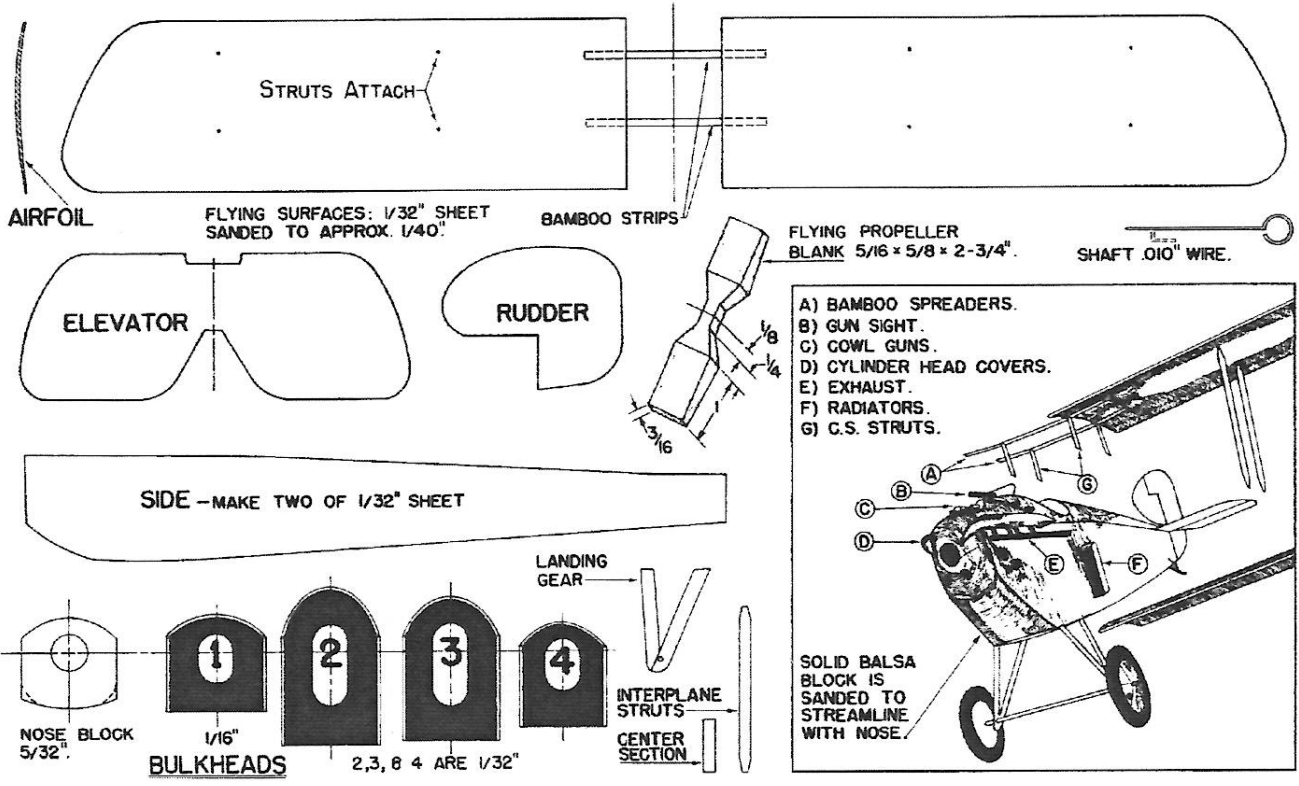 STRUTS ATTACH
AIRFOIL
FLYING SURFACES: 1/32" SHEET
SANDED TO APPROX. 1/40".
BAMBOO STRIPS
FLYING PROPELLER
BLANK 5/16 × 5/8 × 2-3/4".
SHAFT .010" WIRE.
ELEVATOR
RUDDER
1/8
1/4
1
3/16
A) BAMBOO SPREADERS.
B) GUN SIGHT.
C) COWL GUNS.
D) CYLINDER HEAD COVERS.
E) EXHAUST.
F) RADIATORS.
G) C.S. STRUTS.
A
G
B
C
D
E
F
SOLID BALSA
BLOCK IS
SANDED TO
STREAMLINE
WITH NOSE.
SIDE – MAKE TWO OF 1/32" SHEET
LANDING
GEAR
1
2
3
4
INTERPLANE
STRUTS
CENTER
SECTION
NOSE BLOCK
5/32".
1/16"
BULKHEADS
2,3, & 4 ARE 1/32"